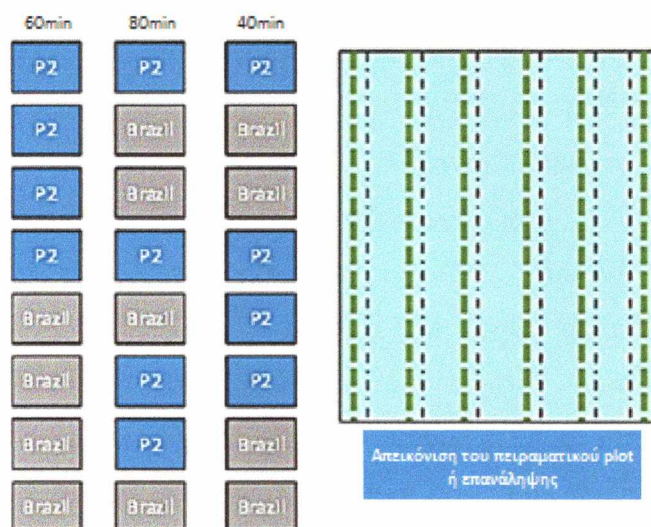 60min 80min 40min
P2 P2 P2
P2 Brazil Brazil
P2 Brazil Brazil
P2 P2 P2
Brazil Brazil P2
Brazil P2 P2
Brazil P2 Brazil
Brazil Brazil Brazil
Απεικόνιση του πειραματικού plot
ή επανάληψης